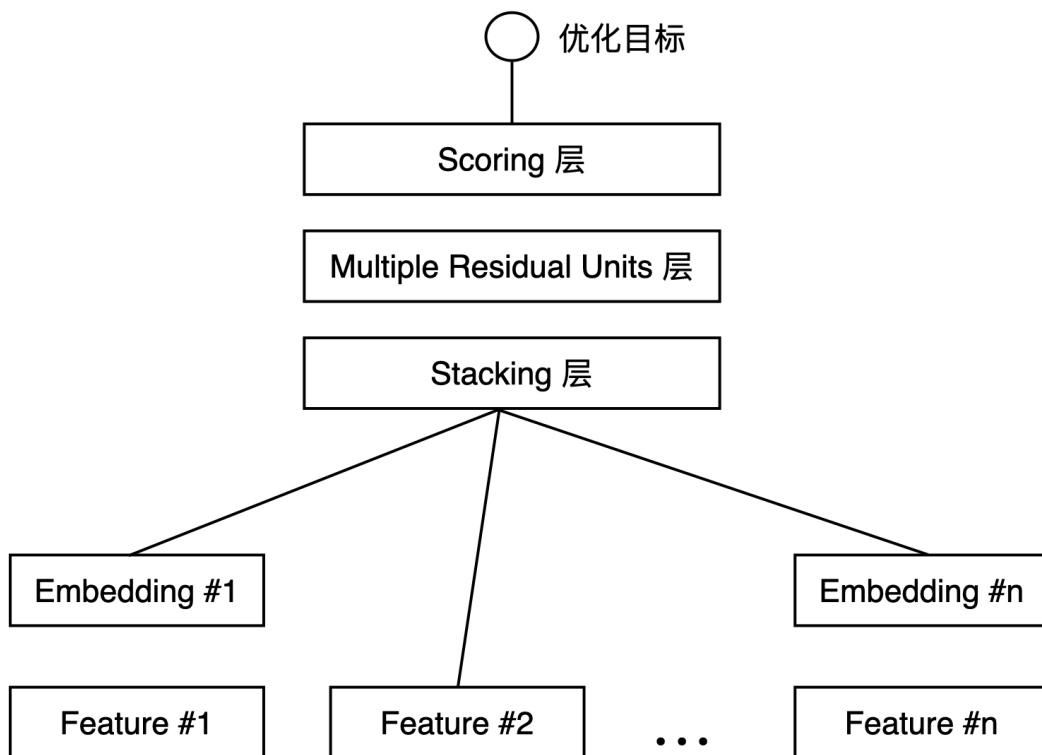 优化目标
Scoring 层
Multiple Residual Units 层
Stacking 层
Embedding #1
Embedding #n
Feature #1
Feature #2
...
Feature #n